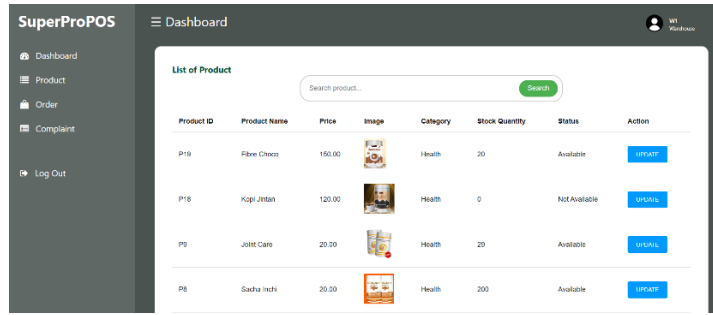 SuperProPOS
☰ Dashboard
W1
Warehouse
Dashboard
Product
Order
Complaint
Log Out
List of Product
Search product... Search
Product ID Product Name Price Image Category Stock Quantity Status Action
P19 Fibre Choco 150.00 Health 20 Available UPDATE
P18 Kopi Jintan 120.00 Health 0 Not Available UPDATE
P9 Joint Care 20.00 Health 29 Available UPDATE
P8 Sacha Inchi 20.00 Health 200 Available UPDATE